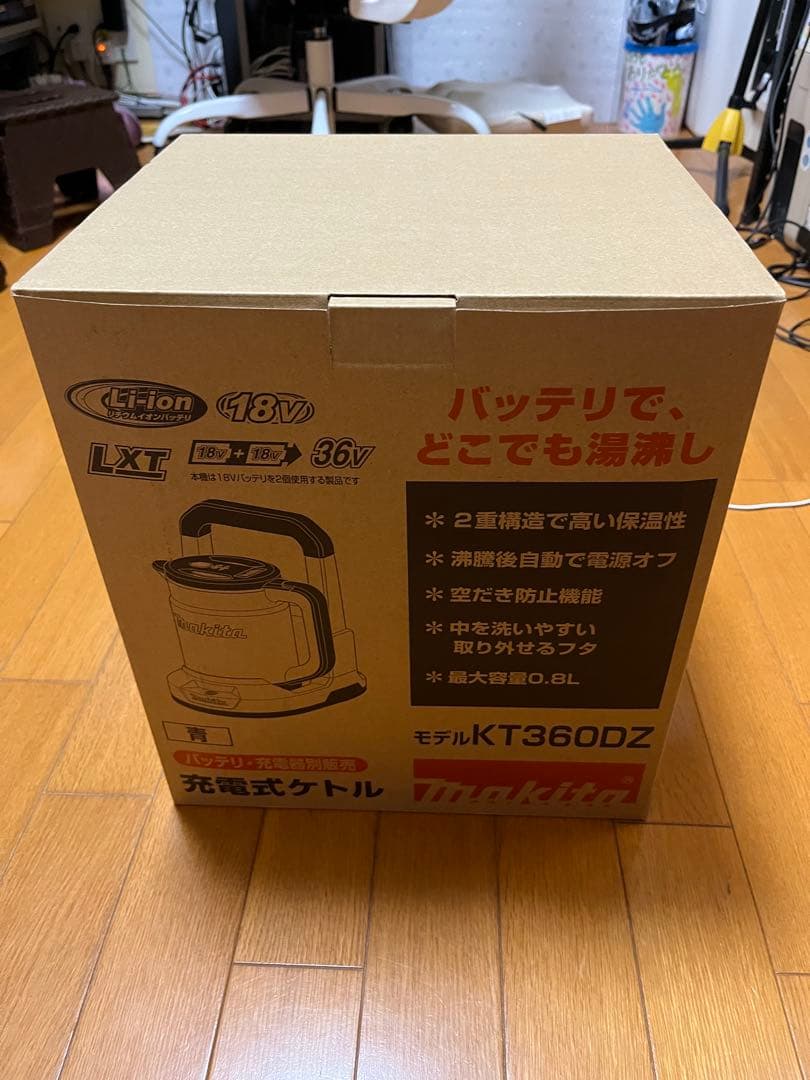 Li-ion
リチウムイオンバッテリ
18V
LXT
18V + 18V 36V
本機は18Vバッテリを2個使用する製品です
バッテリで、
どこでも湯沸し
＊2重構造で高い保温性
＊沸騰後自動で電源オフ
＊空だき防止機能
＊中を洗いやすい
取り外せるフタ
＊最大容量0.8L
makita
青
バッテリ・充電器別販売
充電式ケトル
モデルKT360DZ
makita®
ありがとう